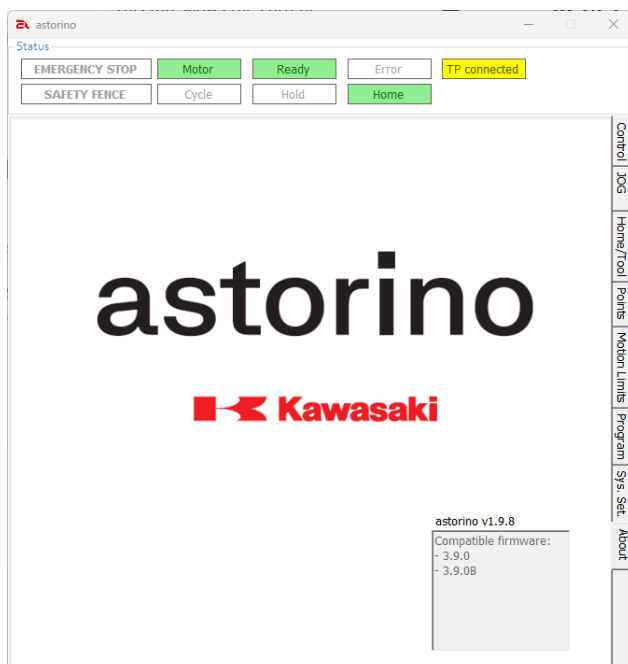 astorino
Status
EMERGENCY STOP Motor Ready Error TP connected
SAFETY FENCE Cycle Hold Home
Control
JOG
Home/Tool
Points
Motion Limits
Program
Sys. Set.
About
astorino
Kawasaki
astorino v1.9.8
Compatible firmware:
- 3.9.0
- 3.9.0B